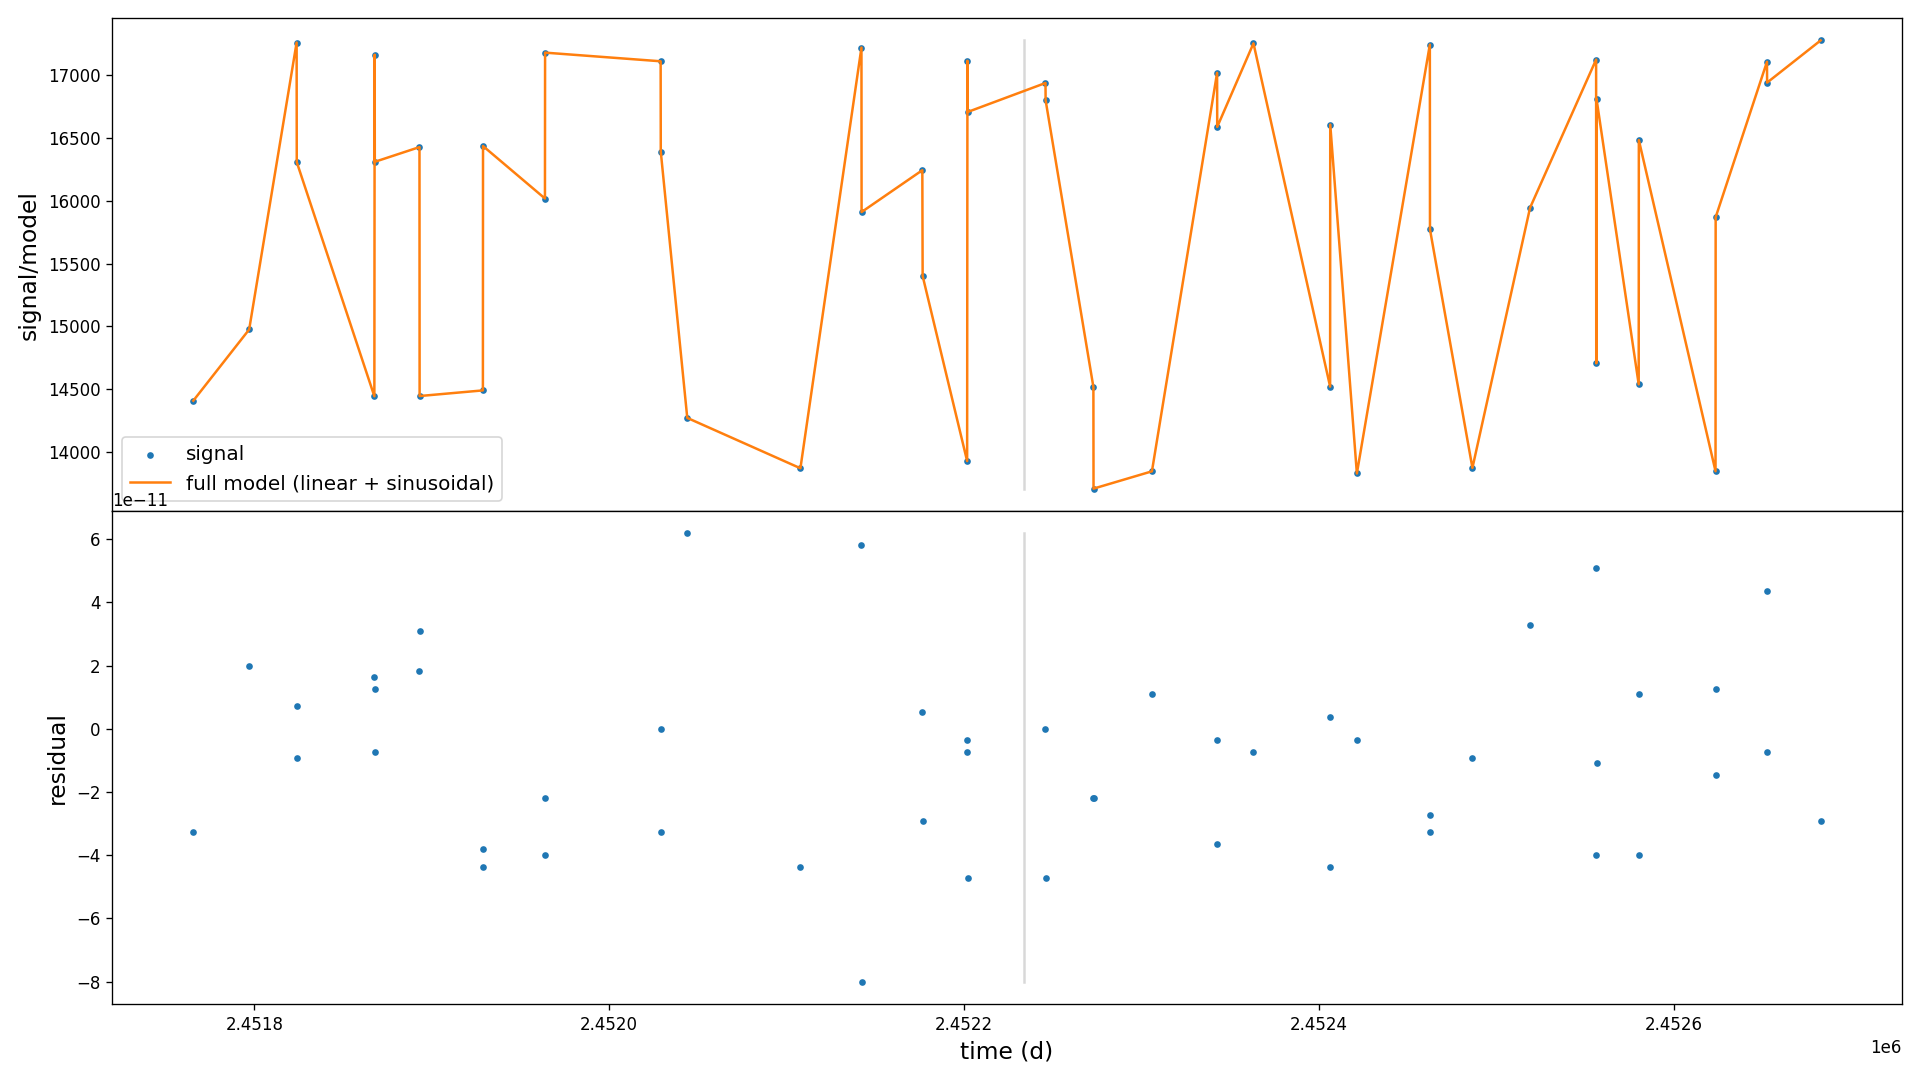 signal/model
17000
16500
16000
15500
15000
14500
14000
signal
full model (linear + sinusoidal)
1e−11
residual
6
4
2
0
−2
−4
−6
−8
2.4518
2.4520
2.4522
2.4524
2.4526
time (d)
1e6